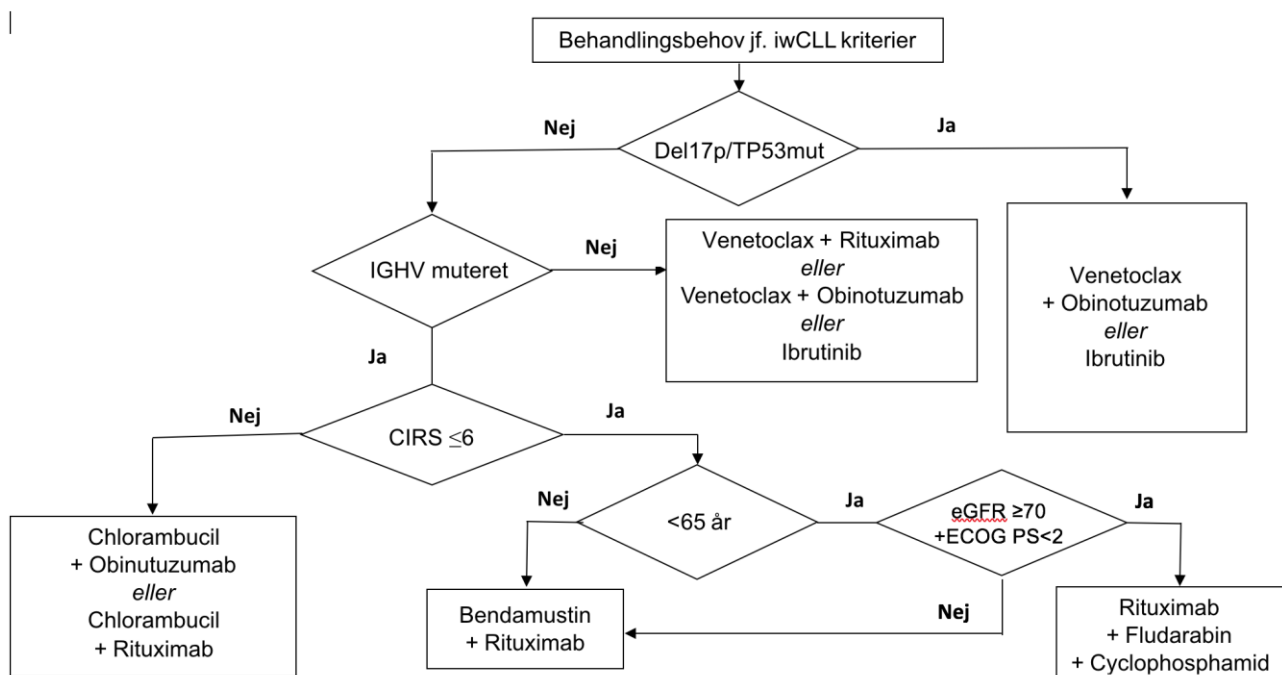 Behandlingsbehov jf. iwCLL kriterier
Nej
Ja
Del17p/TP53mut
IGHV muteret
Nej
Venetoclax + Rituximab
eller
Venetoclax + Obinotuzumab
eller
Ibrutinib
Venetoclax
+ Obinotuzumab
eller
Ibrutinib
Ja
Nej
CIRS ≤6
Ja
Nej
<65 år
Ja
eGFR ≥70
+ECOG PS<2
Ja
Chlorambucil
+ Obinutuzumab
eller
Chlorambucil
+ Rituximab
Bendamustin
+ Rituximab
Nej
Rituximab
+ Fludarabin
+ Cyclophosphamid